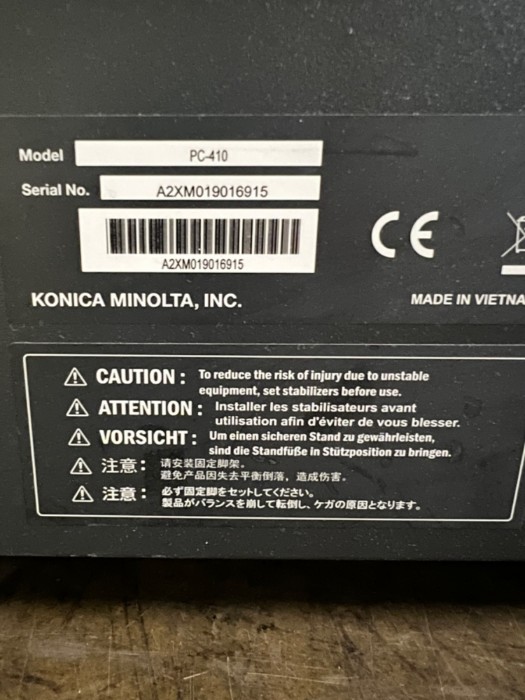 Model PC-410
Serial No. A2XM019016915
A2XM019016915
CE
KONICA MINOLTA, INC.
MADE IN VIETNA
⚠ CAUTION : To reduce the risk of injury due to unstable
equipment, set stabilizers before use.
⚠ ATTENTION : Installer les stabilisateurs avant
utilisation afin d'éviter de vous blesser.
⚠ VORSICHT : Um einen sicheren Stand zu gewährleisten,
sind die Standfüße in Stützposition zu bringen.
⚠ 注意 : 请安装固定脚架。
避免产品因失去平衡倒落，造成伤害。
⚠ 注意 : 必ず固定脚をセットしてください。
製品がバランスを崩して転倒し、ケガの原因となります。